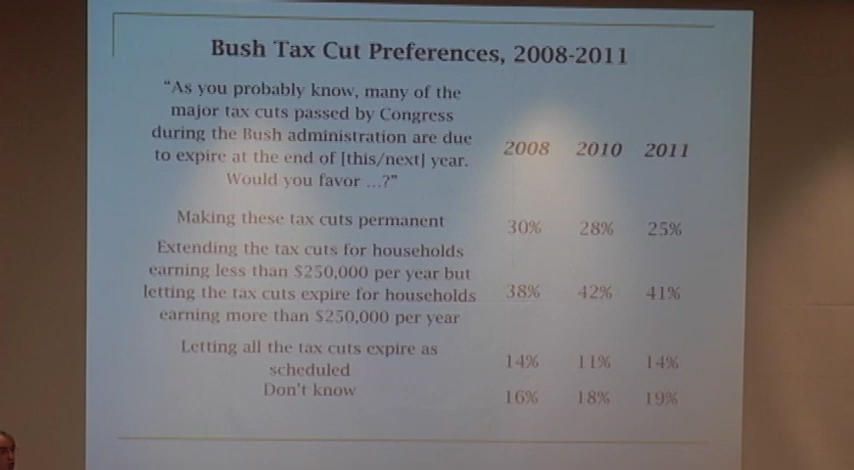 Bush Tax Cut Preferences, 2008-2011
“As you probably know, many of the
major tax cuts passed by Congress
during the Bush administration are due
to expire at the end of [this/next] year.
Would you favor ...?”
2008 2010 2011
Making these tax cuts permanent
30% 28% 25%
Extending the tax cuts for households
earning less than $250,000 per year but
letting the tax cuts expire for households
earning more than $250,000 per year
38% 42% 41%
Letting all the tax cuts expire as
scheduled
14% 11% 14%
Don't know
16% 18% 19%